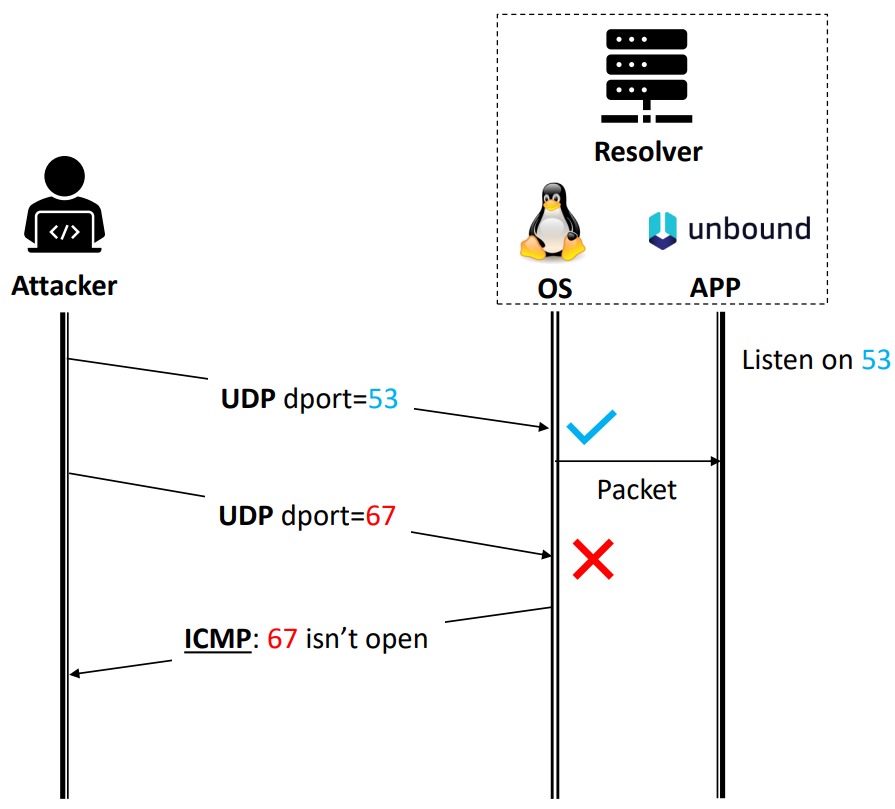 Resolver
unbound
Attacker
OS
APP
Listen on 53
UDP dport=53
Packet
UDP dport=67
ICMP: 67 isn’t open